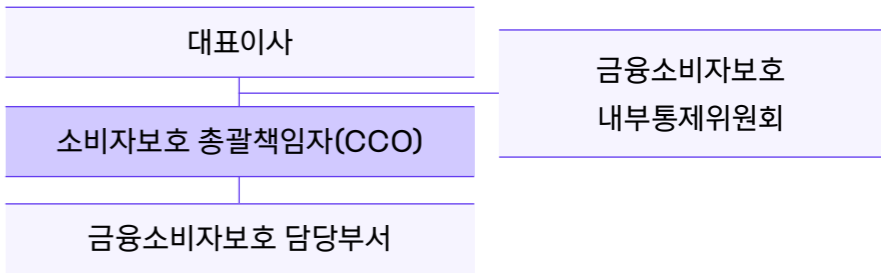 대표이사
금융소비자보호
내부통제위원회
소비자보호 총괄책임자(CCO)
금융소비자보호 담당부서